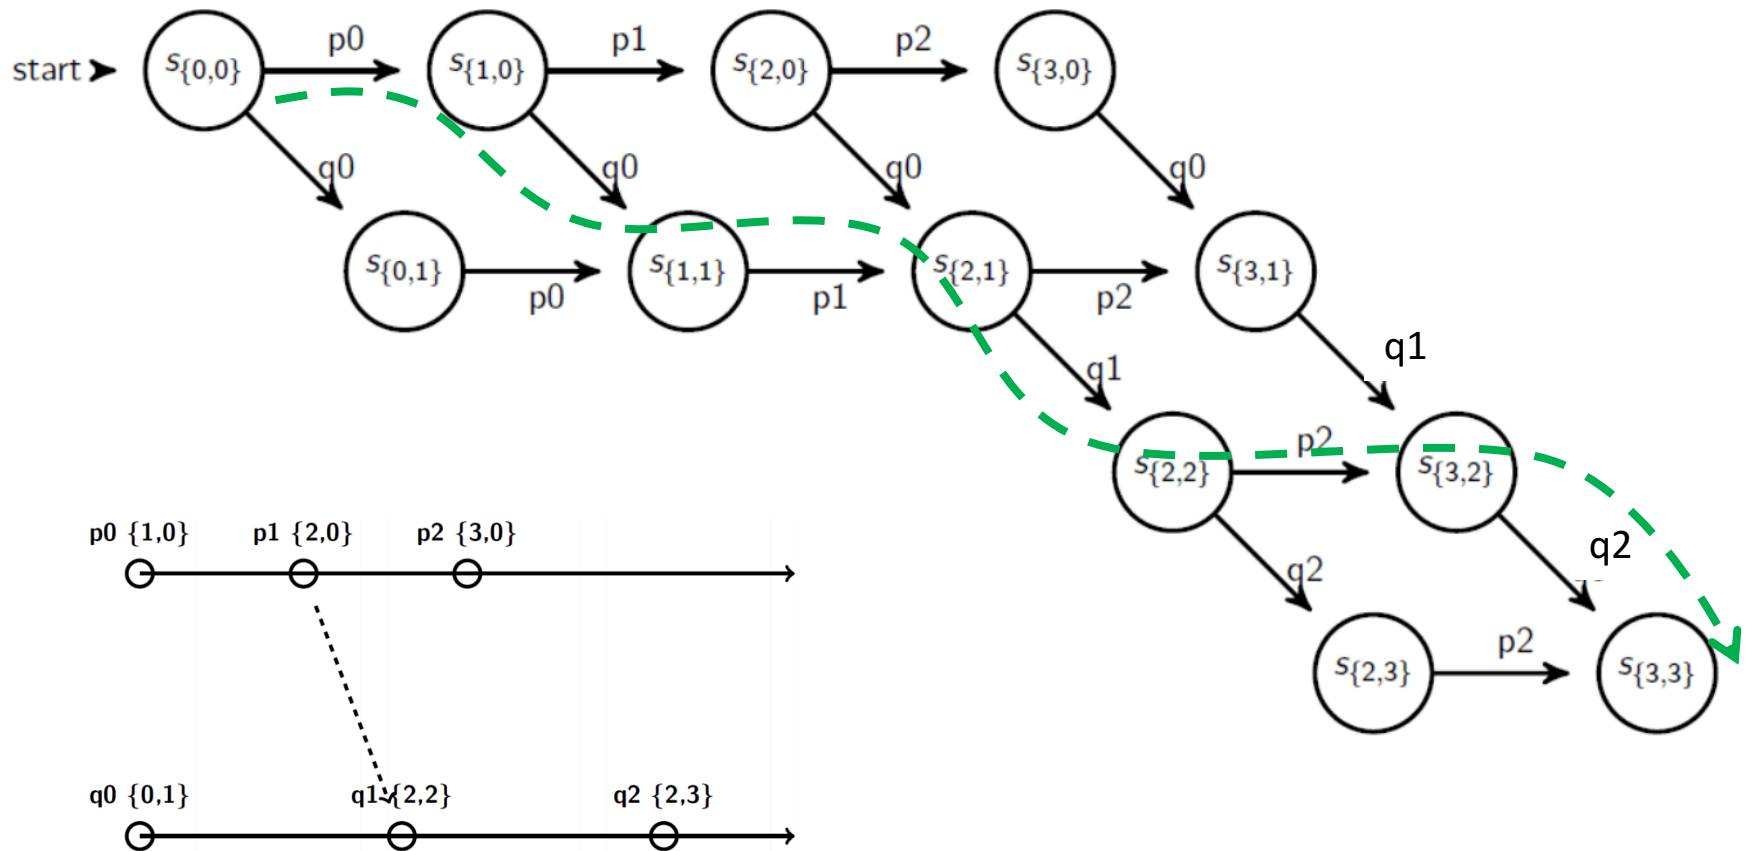 p0 p1 p2
start S{0,0} S{1,0} S{2,0} S{3,0}
q0 q0 q0 q0
S{0,1} S{1,1} S{2,1} S{3,1}
p0 p1 p2
q1 q1
p2
S{2,2} S{3,2}
q2 q2
p2
S{2,3} S{3,3}
p0 {1,0} p1 {2,0} p2 {3,0}
q0 {0,1} q1 {2,2} q2 {2,3}